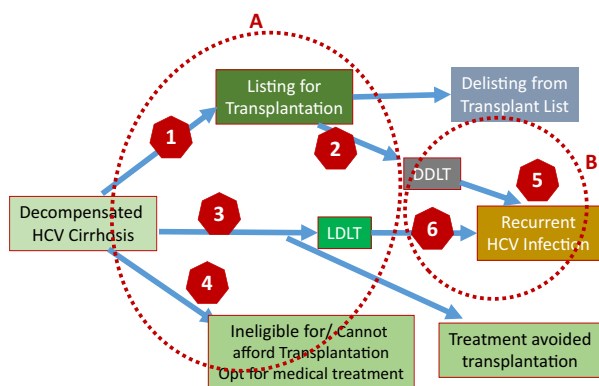 A
Listing for
Transplantation
Delisting from
Transplant List
1
2
B
DDLT
5
Decompensated
HCV Cirrhosis
3
LDLT
6
Recurrent
HCV Infection
4
Ineligible for/ Cannot
afford Transplantation
Opt for medical treatment
Treatment avoided
transplantation